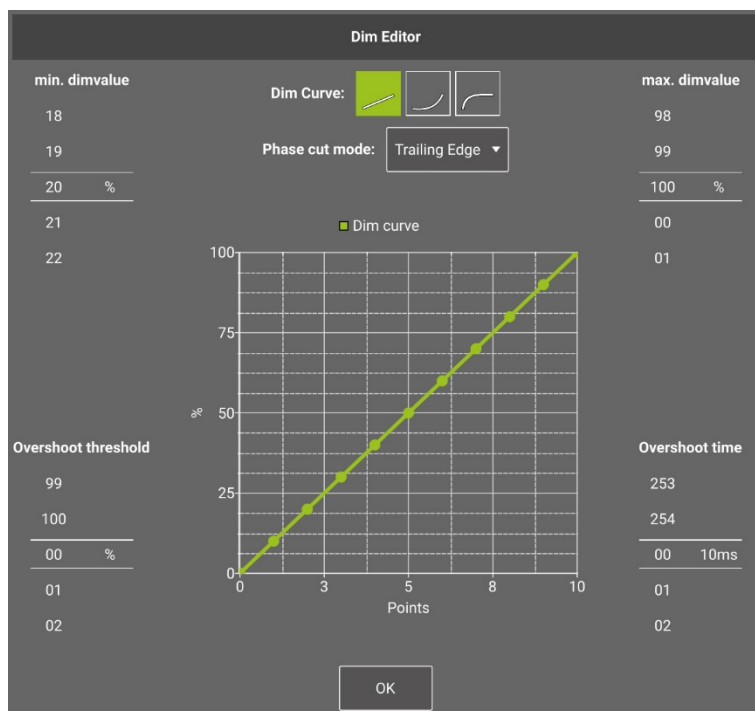 Dim Editor
min. dimvalue
18
19
20 %
21
22
Dim Curve:
Phase cut mode: Trailing Edge
max. dimvalue
98
99
100 %
00
01
Dim curve
100
75
50
25
0
%
0 3 5 8 10
Points
Overshoot threshold
99
100
00 %
01
02
Overshoot time
253
254
00 10ms
01
02
OK